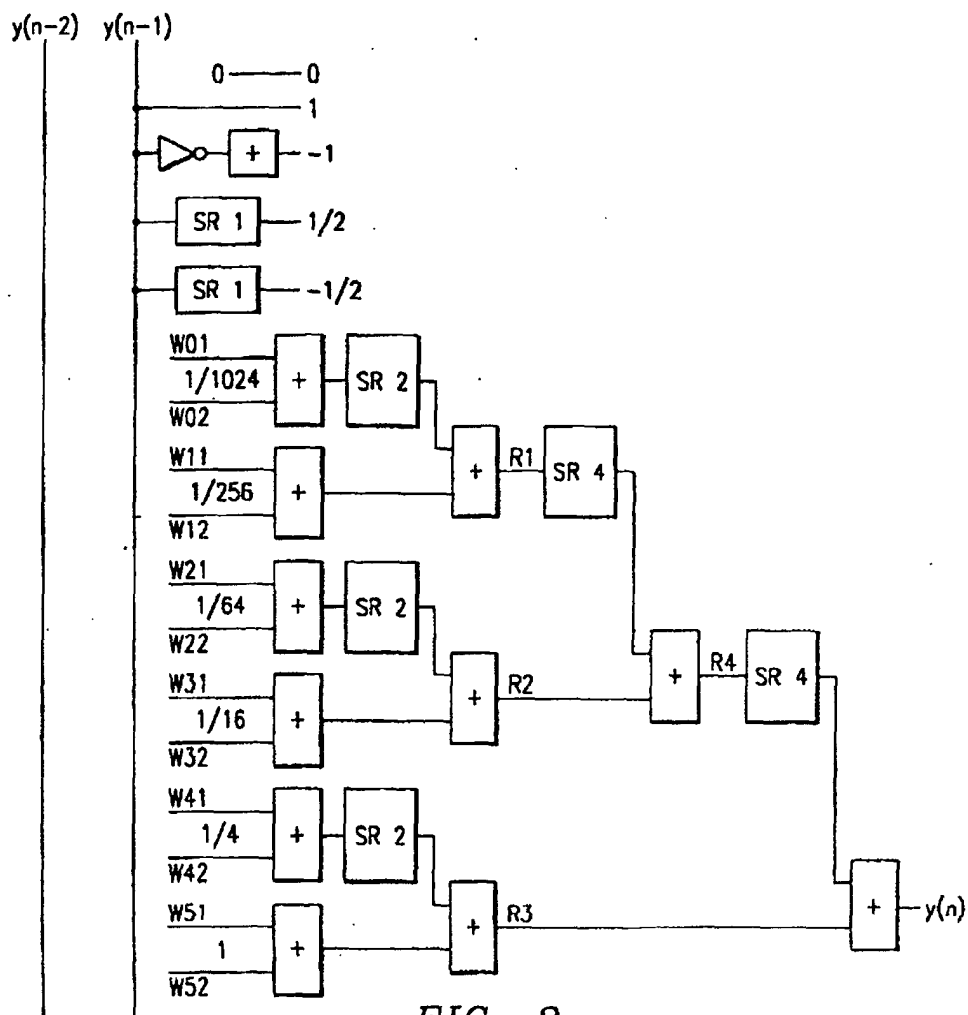 y(n-2) y(n-1)
0 0
1
+ -1
SR 1 1/2
SR 1 -1/2
W01
1/1024 + SR 2
W02
+ R1 SR 4
W11
1/256 +
W12
W21
1/64 + SR 2
W22
+ R4 SR 4
W31
+ R2
1/16 +
W32
W41
1/4 + SR 2
W42
+ y(n)
W51
+ R3
1 +
W52